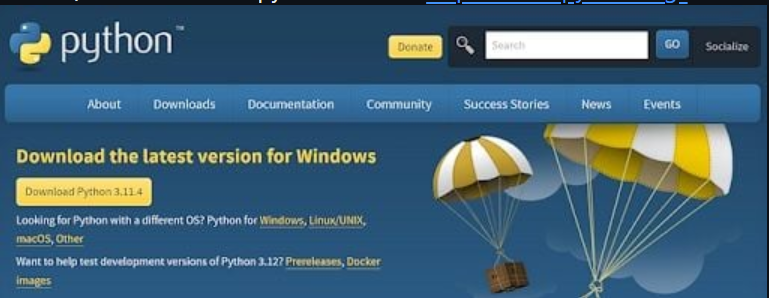 python™
Donate
Search
GO
Socialize
About Downloads Documentation Community Success Stories News Events
Download the latest version for Windows
Download Python 3.11.4
Looking for Python with a different OS? Python for Windows, Linux/UNIX,
macOS, Other
Want to help test development versions of Python 3.12? Prereleases, Docker
images